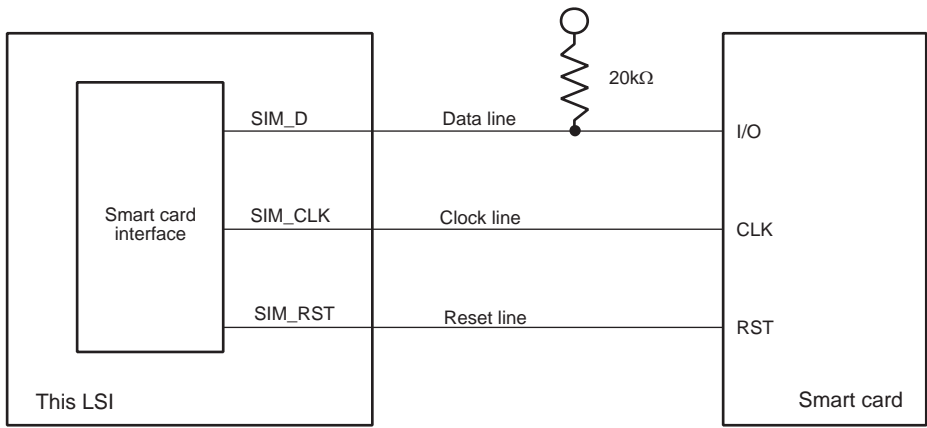 20kΩ
SIM_D
Data line
I/O
Smart card
interface
SIM_CLK
Clock line
CLK
SIM_RST
Reset line
RST
This LSI
Smart card